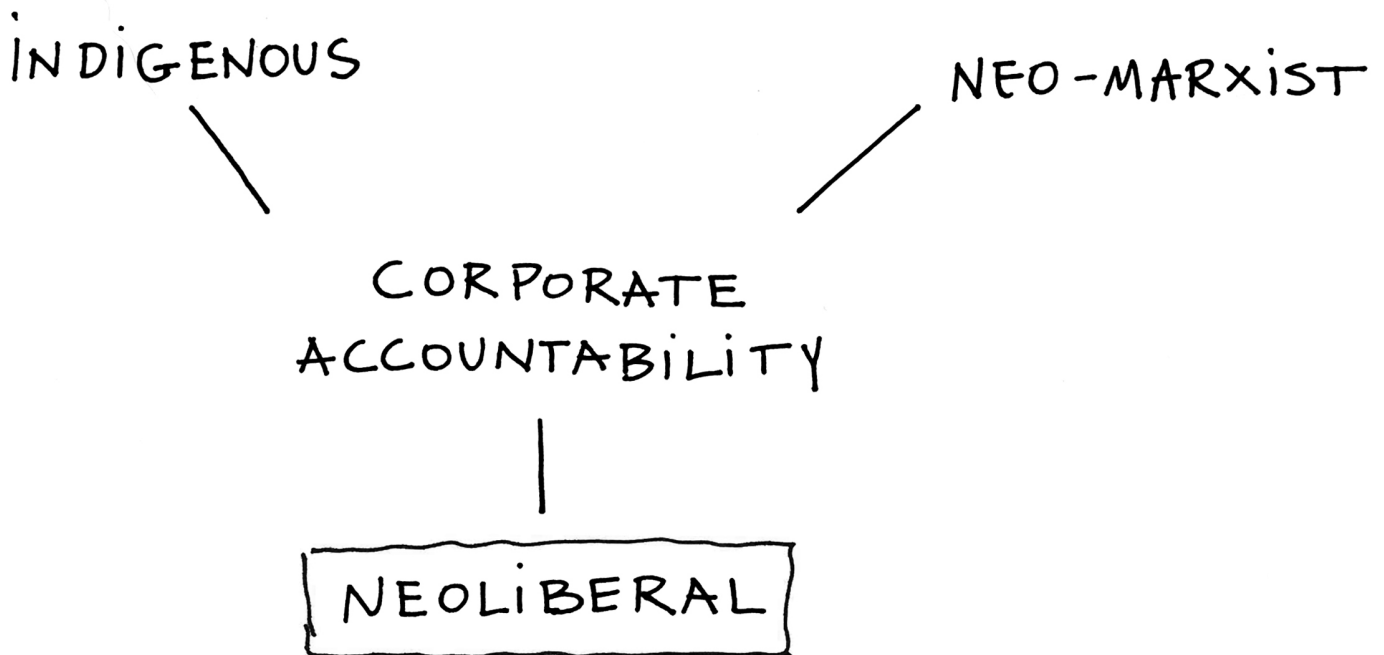 INDIGENOUS
NEO-MARXIST
CORPORATE
ACCOUNTABILITY
NEOLIBERAL